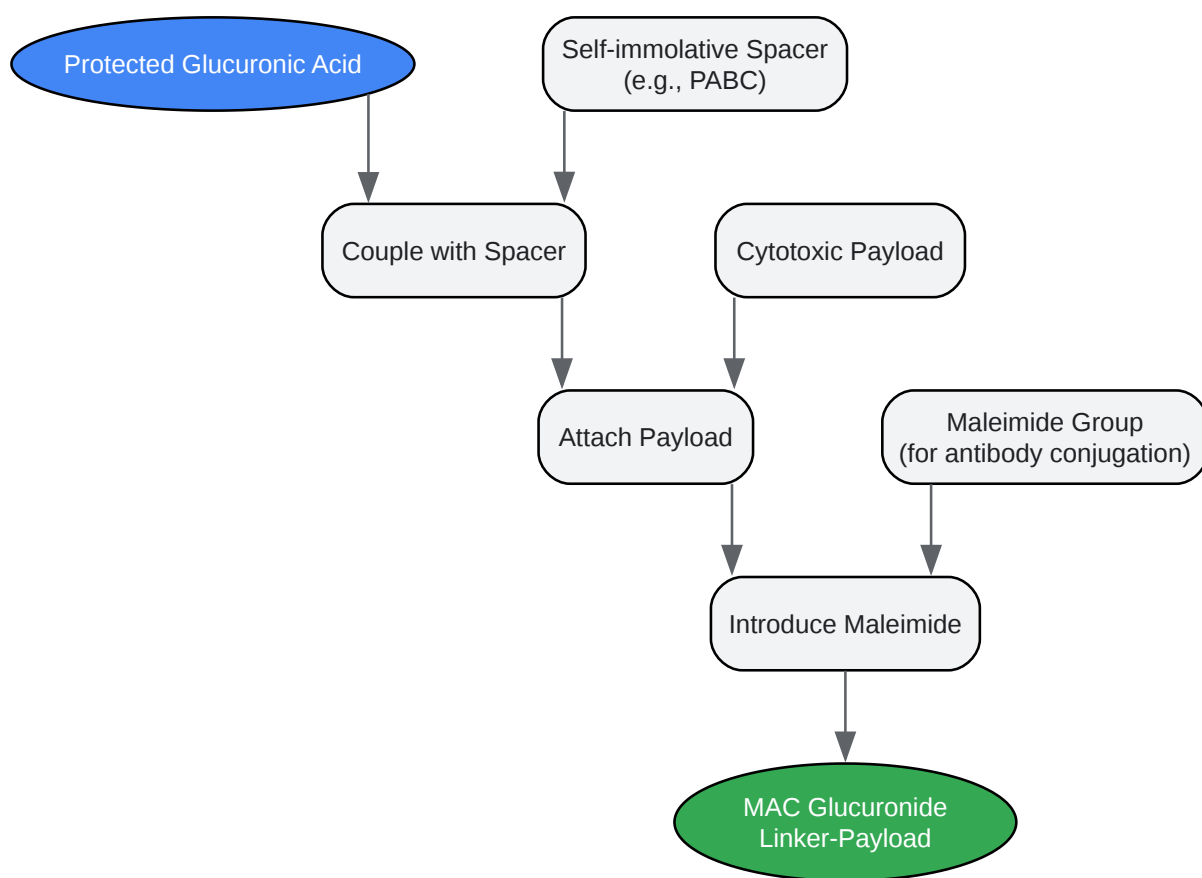 Protected Glucuronic Acid
Self-immolative Spacer
(e.g., PABC)
Couple with Spacer
Cytotoxic Payload
Attach Payload
Maleimide Group
(for antibody conjugation)
Introduce Maleimide
MAC Glucuronide
Linker-Payload